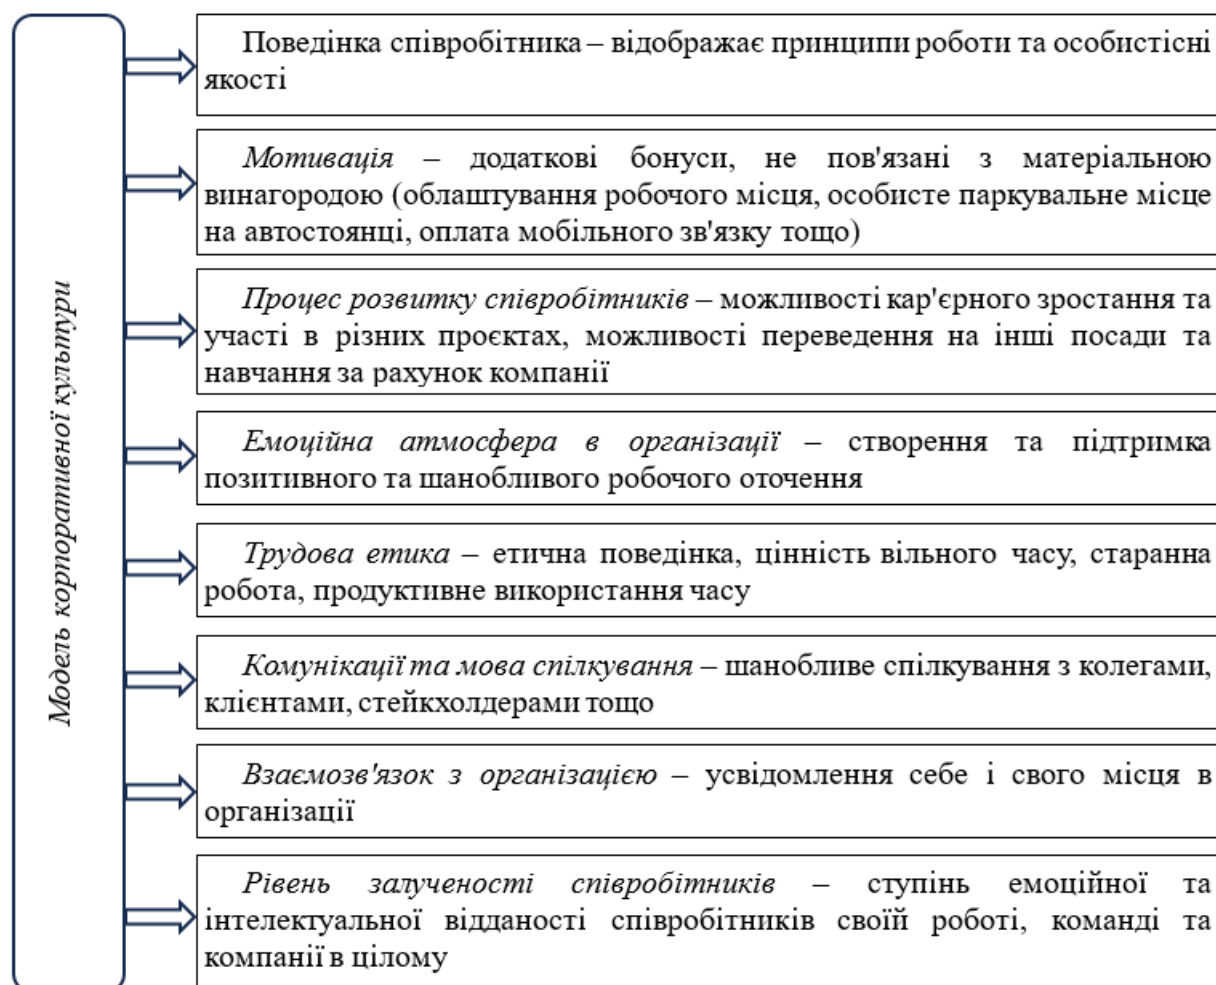 Модель корпоративної культури
Поведінка співробітника – відображає принципи роботи та особистісні
якості
Мотивація – додаткові бонуси, не пов'язані з матеріальною
винагородою (облаштування робочого місця, особисте паркувальне місце
на автостоянці, оплата мобільного зв'язку тощо)
Процес розвитку співробітників – можливості кар'єрного зростання та
участі в різних проєктах, можливості переведення на інші посади та
навчання за рахунок компанії
Емоційна атмосфера в організації – створення та підтримка
позитивного та шанобливого робочого оточення
Трудова етика – етична поведінка, цінність вільного часу, старанна
робота, продуктивне використання часу
Комунікації та мова спілкування – шанобливе спілкування з колегами,
клієнтами, стейкхолдерами тощо
Взаємозв'язок з організацією – усвідомлення себе і свого місця в
організації
Рівень залученості співробітників – ступінь емоційної та
інтелектуальної відданості співробітників своїй роботі, команді та
компанії в цілому